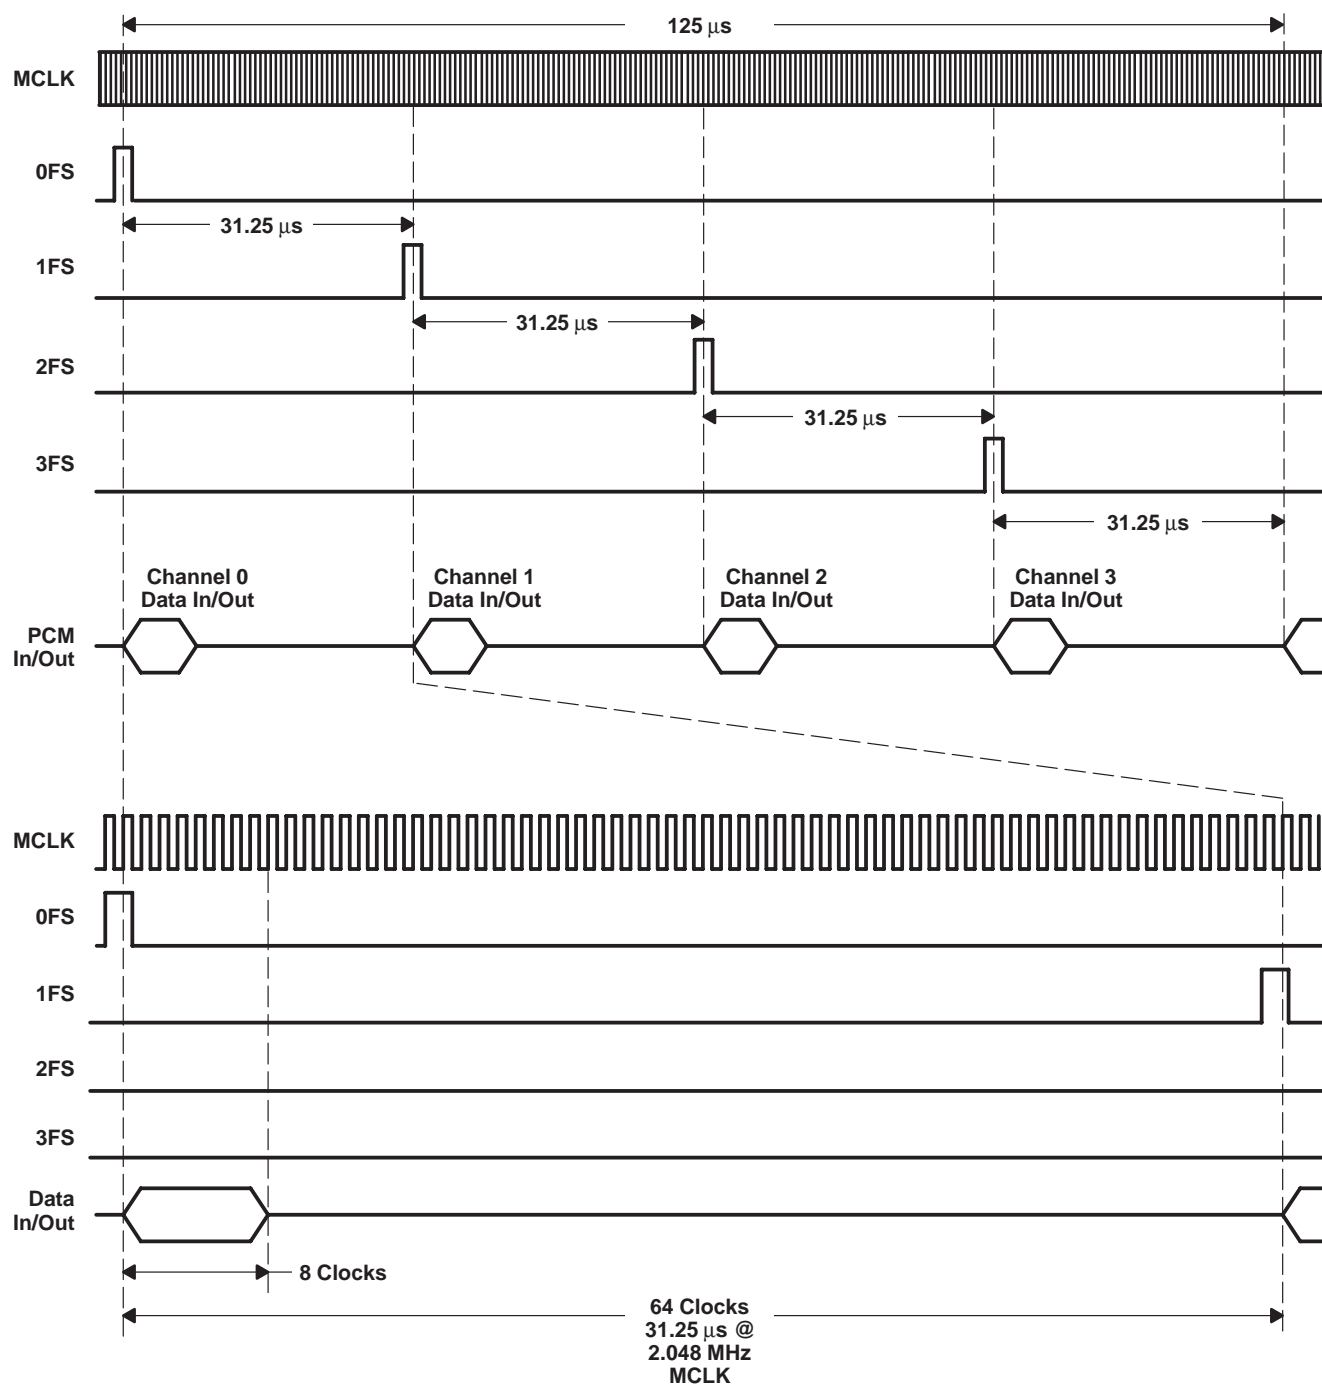 125 μs
MCLK
0FS
31.25 μs
1FS
31.25 μs
2FS
31.25 μs
3FS
31.25 μs
Channel 0
Data In/Out
Channel 1
Data In/Out
Channel 2
Data In/Out
Channel 3
Data In/Out
PCM
In/Out
MCLK
0FS
1FS
2FS
3FS
Data
In/Out
8 Clocks
64 Clocks
31.25 μs @
2.048 MHz
MCLK